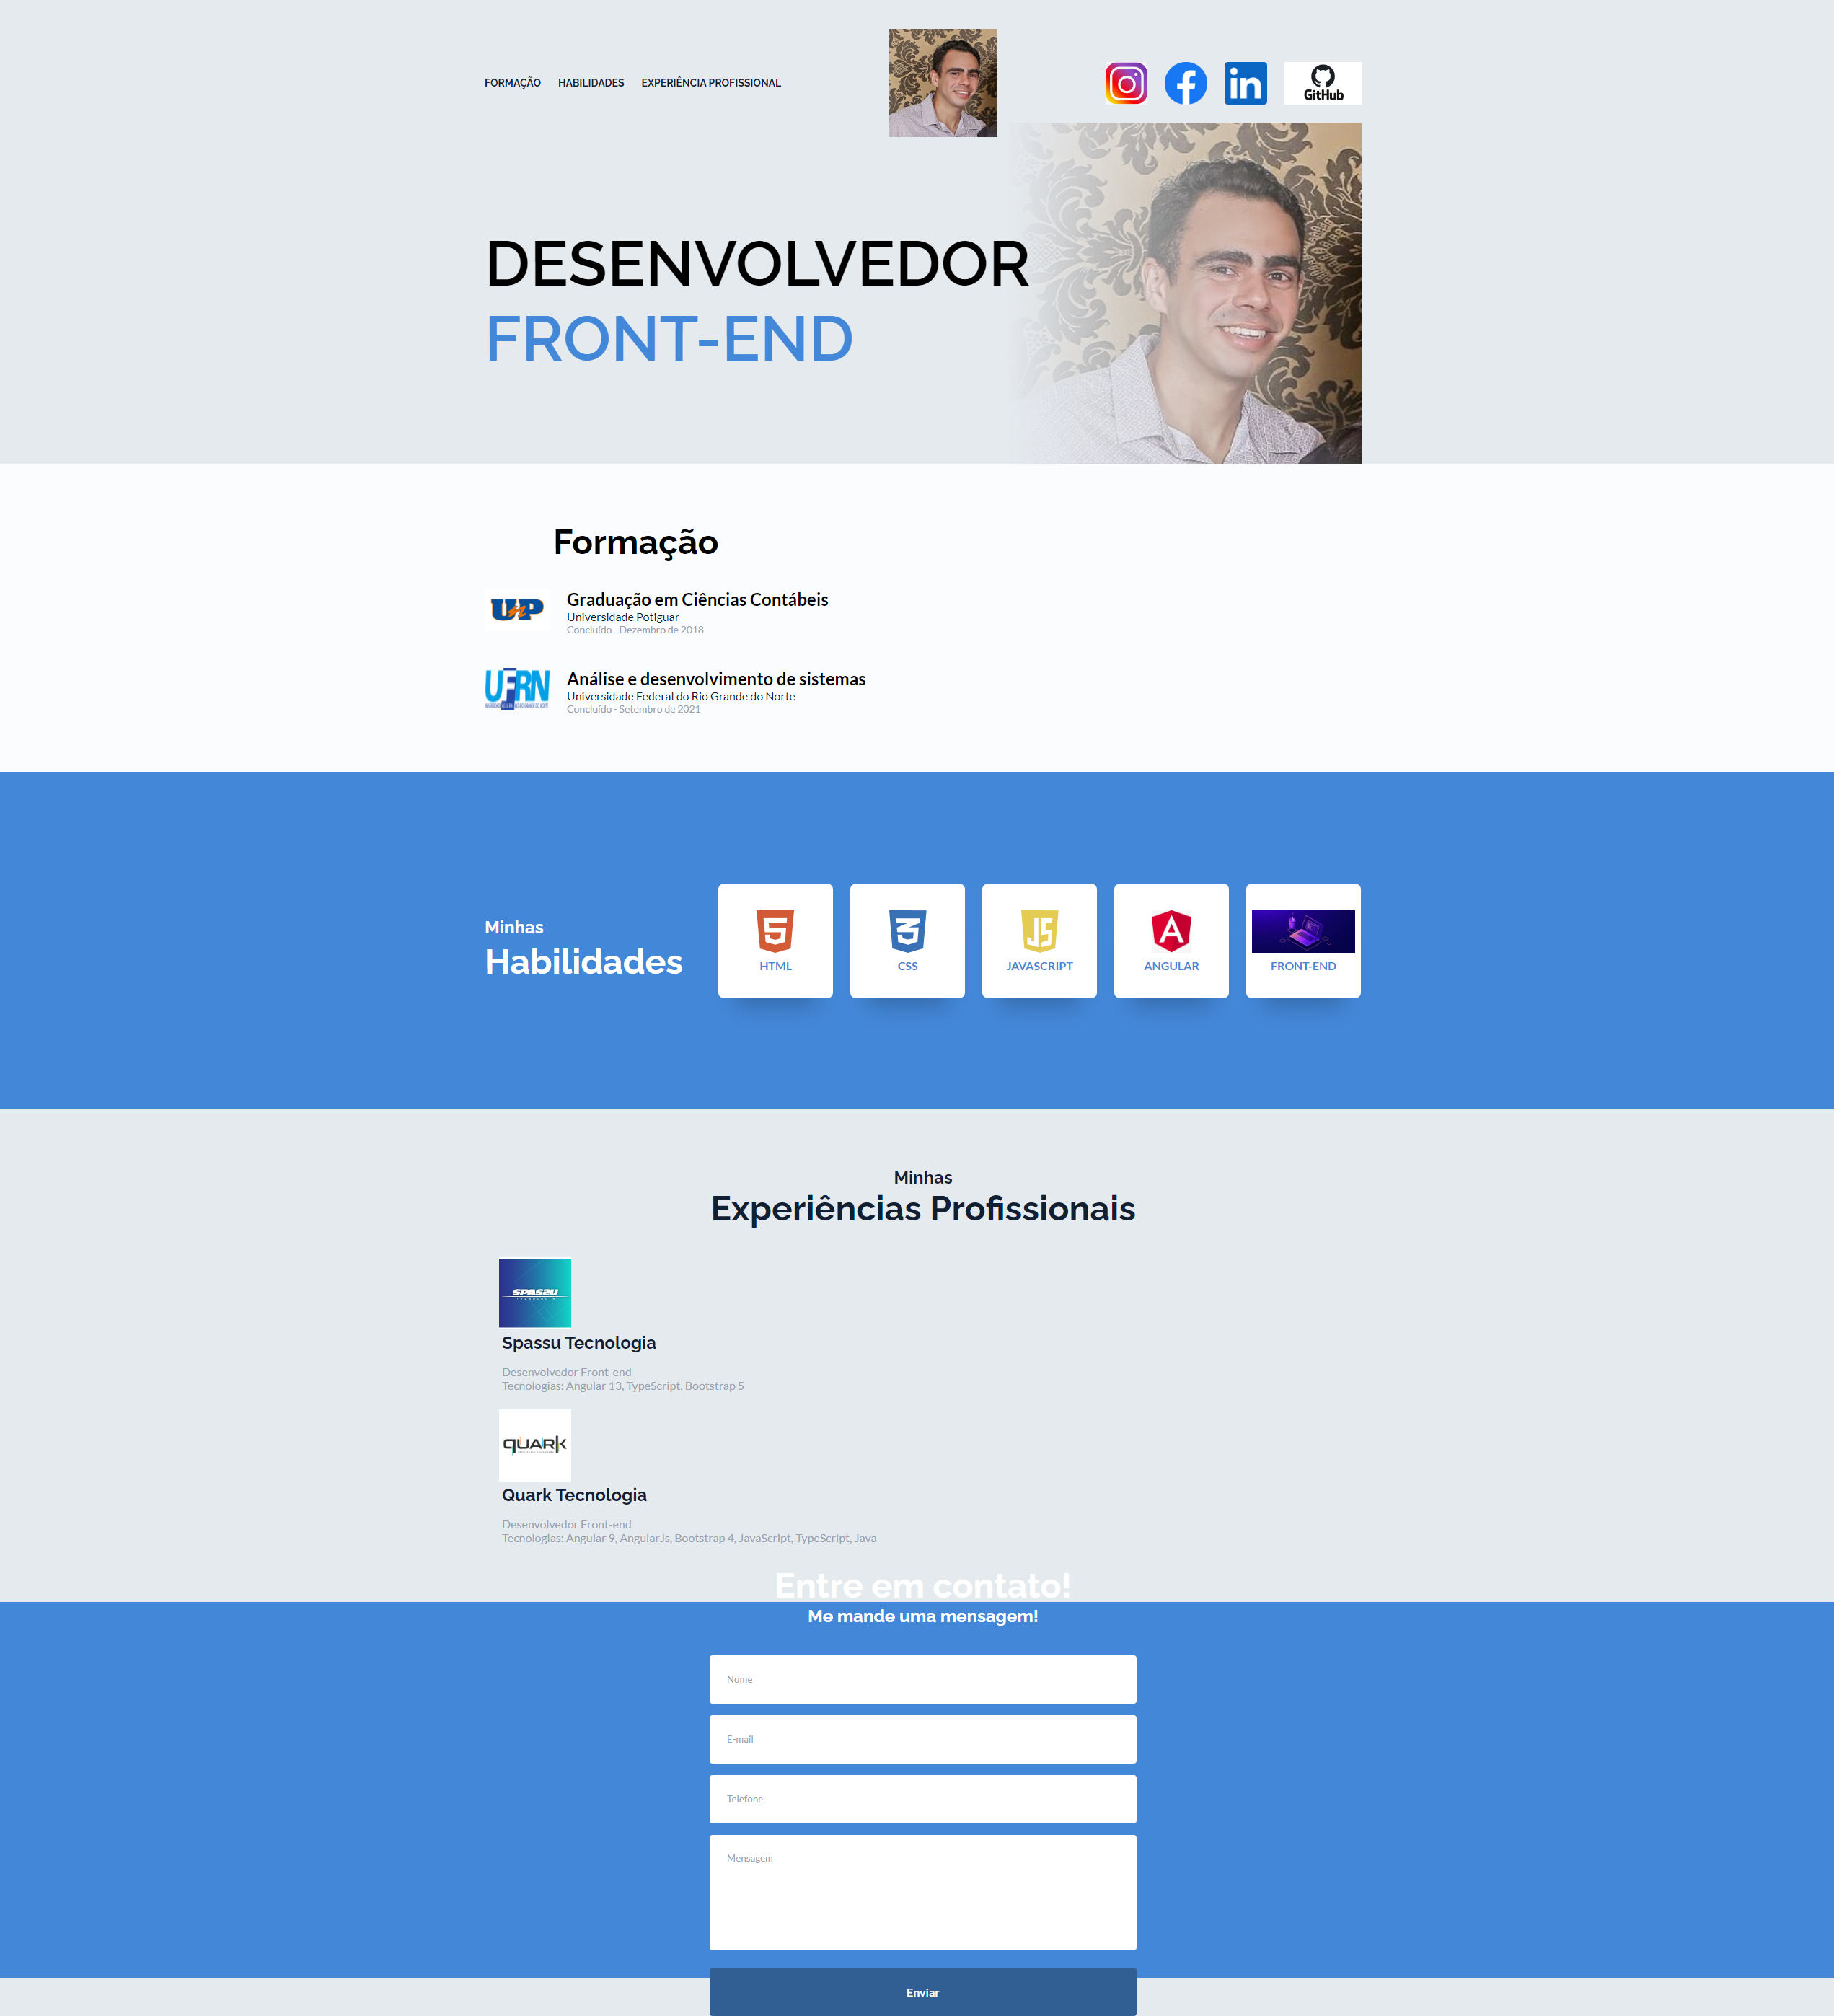 FORMAÇÃO HABILIDADES EXPERIÊNCIA PROFISSIONAL
in
GitHub
DESENVOLVEDOR
FRONT-END
Formação
UnP
Graduação em Ciências Contábeis
Universidade Potiguar
Concluído - Dezembro de 2018
UFRN
Análise e desenvolvimento de sistemas
Universidade Federal do Rio Grande do Norte
Concluído - Setembro de 2021
Minhas
Habilidades
HTML
CSS
JS
JAVASCRIPT
A
ANGULAR
FRONT-END
Minhas
Experiências Profissionais
SPASSU
Spassu Tecnologia
Desenvolvedor Front-end
Tecnologias: Angular 13, TypeScript, Bootstrap 5
QUARK
Quark Tecnologia
Desenvolvedor Front-end
Tecnologias: Angular 9, AngularJs, Bootstrap 4, JavaScript, TypeScript, Java
Entre em contato!
Me mande uma mensagem!
Nome
E-mail
Telefone
Mensagem
Enviar